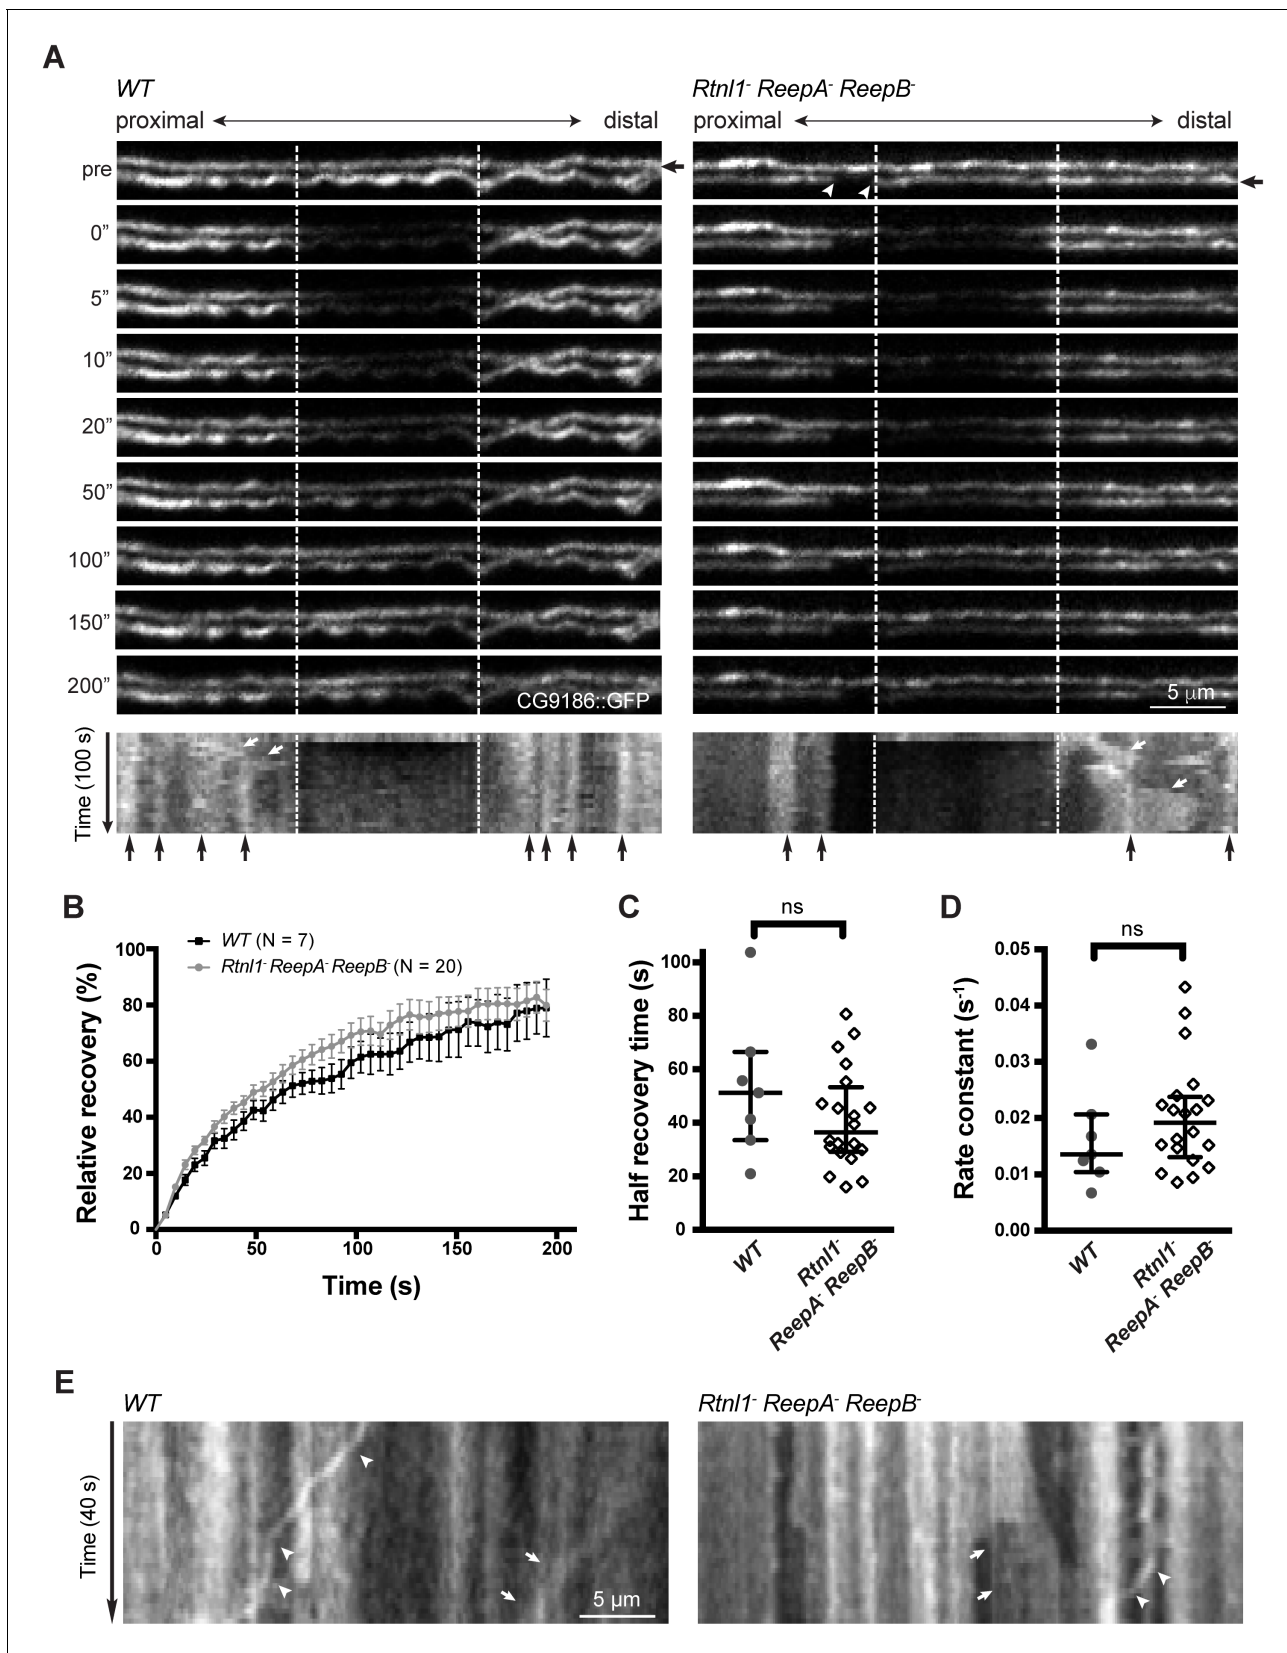 A
WT
Rtnl1- ReepA- ReepB-
proximal distal
proximal distal
pre
0”
5”
10”
20”
50”
100”
150”
200”
CG9186::GFP
5 µm
Time (100 s)
B
WT (N = 7)
Rtnl1- ReepA- ReepB- (N = 20)
Relative recovery (%)
100
80
60
40
20
0
0 50 100 150 200
Time (s)
C
ns
Half recovery time (s)
100
80
60
40
20
0
WT
Rtnl1-
ReepA- ReepB-
D
ns
Rate constant (s-1)
0.05
0.04
0.03
0.02
0.01
0.00
WT
Rtnl1-
ReepA- ReepB-
E
WT
Rtnl1- ReepA- ReepB-
Time (40 s)
5 µm